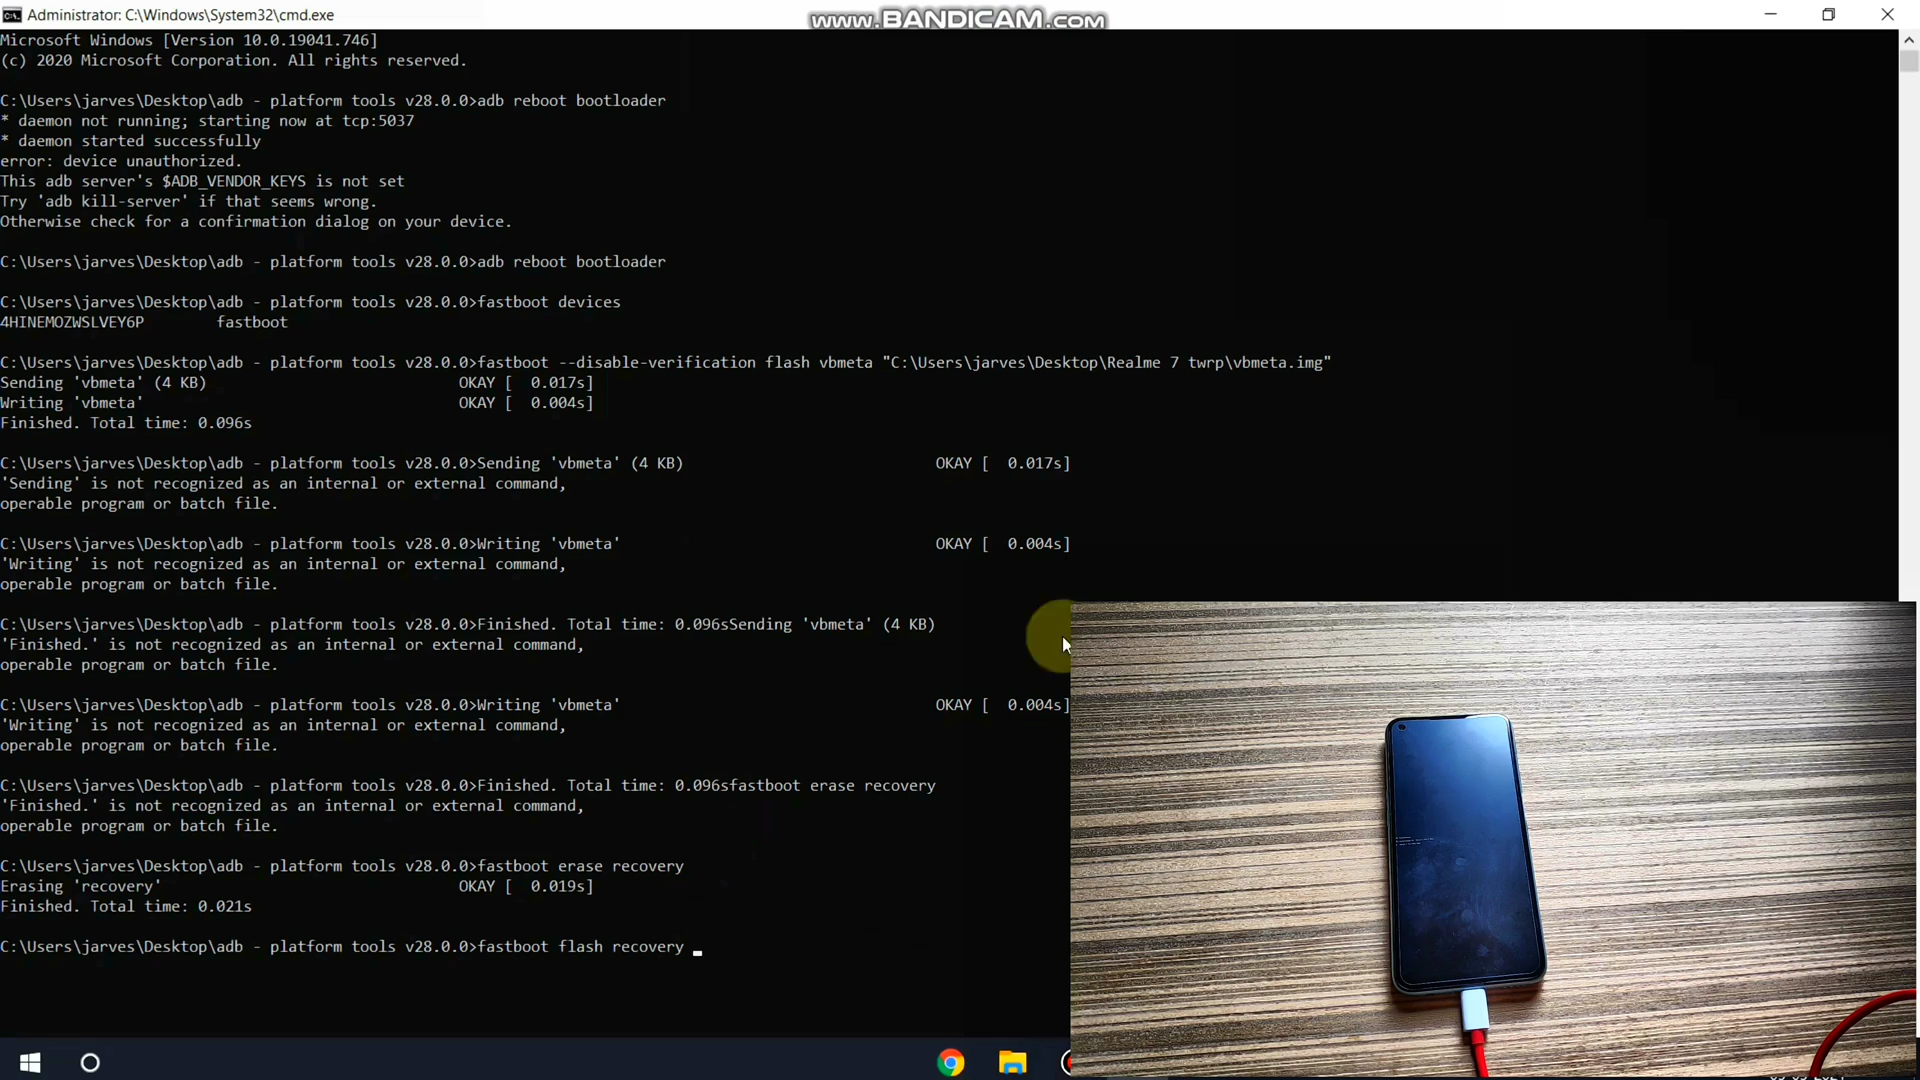 Administrator: C:\Windows\System32\cmd.exe
www.BANDICAM.com
Microsoft Windows [Version 10.0.19041.746]
(c) 2020 Microsoft Corporation. All rights reserved.
C:\Users\jarves\Desktop\adb - platform tools v28.0.0>adb reboot bootloader
* daemon not running; starting now at tcp:5037
* daemon started successfully
error: device unauthorized.
This adb server's $ADB_VENDOR_KEYS is not set
Try 'adb kill-server' if that seems wrong.
Otherwise check for a confirmation dialog on your device.
C:\Users\jarves\Desktop\adb - platform tools v28.0.0>adb reboot bootloader
C:\Users\jarves\Desktop\adb - platform tools v28.0.0>fastboot devices
4HINEMOZWSLVEY6P        fastboot
C:\Users\jarves\Desktop\adb - platform tools v28.0.0>fastboot --disable-verification flash vbmeta "C:\Users\jarves\Desktop\Realme 7 twrp\vbmeta.img"
Sending 'vbmeta' (4 KB)                            OKAY [  0.017s]
Writing 'vbmeta'                                   OKAY [  0.004s]
Finished. Total time: 0.096s
C:\Users\jarves\Desktop\adb - platform tools v28.0.0>Sending 'vbmeta' (4 KB)                            OKAY [  0.017s]
'Sending' is not recognized as an internal or external command,
operable program or batch file.
C:\Users\jarves\Desktop\adb - platform tools v28.0.0>Writing 'vbmeta'                                   OKAY [  0.004s]
'Writing' is not recognized as an internal or external command,
operable program or batch file.
C:\Users\jarves\Desktop\adb - platform tools v28.0.0>Finished. Total time: 0.096sSending 'vbmeta' (4 KB)
'Finished.' is not recognized as an internal or external command,
operable program or batch file.
C:\Users\jarves\Desktop\adb - platform tools v28.0.0>Writing 'vbmeta'                                   OKAY [  0.004s]
'Writing' is not recognized as an internal or external command,
operable program or batch file.
C:\Users\jarves\Desktop\adb - platform tools v28.0.0>Finished. Total time: 0.096sfastboot erase recovery
'Finished.' is not recognized as an internal or external command,
operable program or batch file.
C:\Users\jarves\Desktop\adb - platform tools v28.0.0>fastboot erase recovery
Erasing 'recovery'                                 OKAY [  0.019s]
Finished. Total time: 0.021s
C:\Users\jarves\Desktop\adb - platform tools v28.0.0>fastboot flash recovery